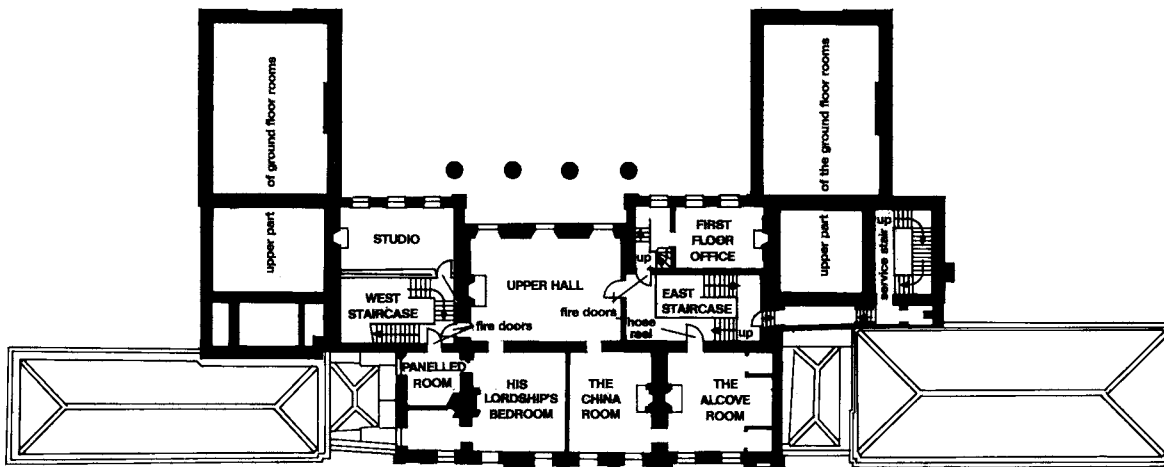 of ground floor rooms
upper part
STUDIO
WEST
STAIRCASE
fire doors
UPPER HALL
fire doors
up
FIRST
FLOOR
OFFICE
EAST
STAIRCASE
hose
reel
up
of the ground floor rooms
upper part
service stair
up
PANELLED
ROOM
HIS
LORDSHIP'S
BEDROOM
THE
CHINA
ROOM
THE
ALCOVE
ROOM